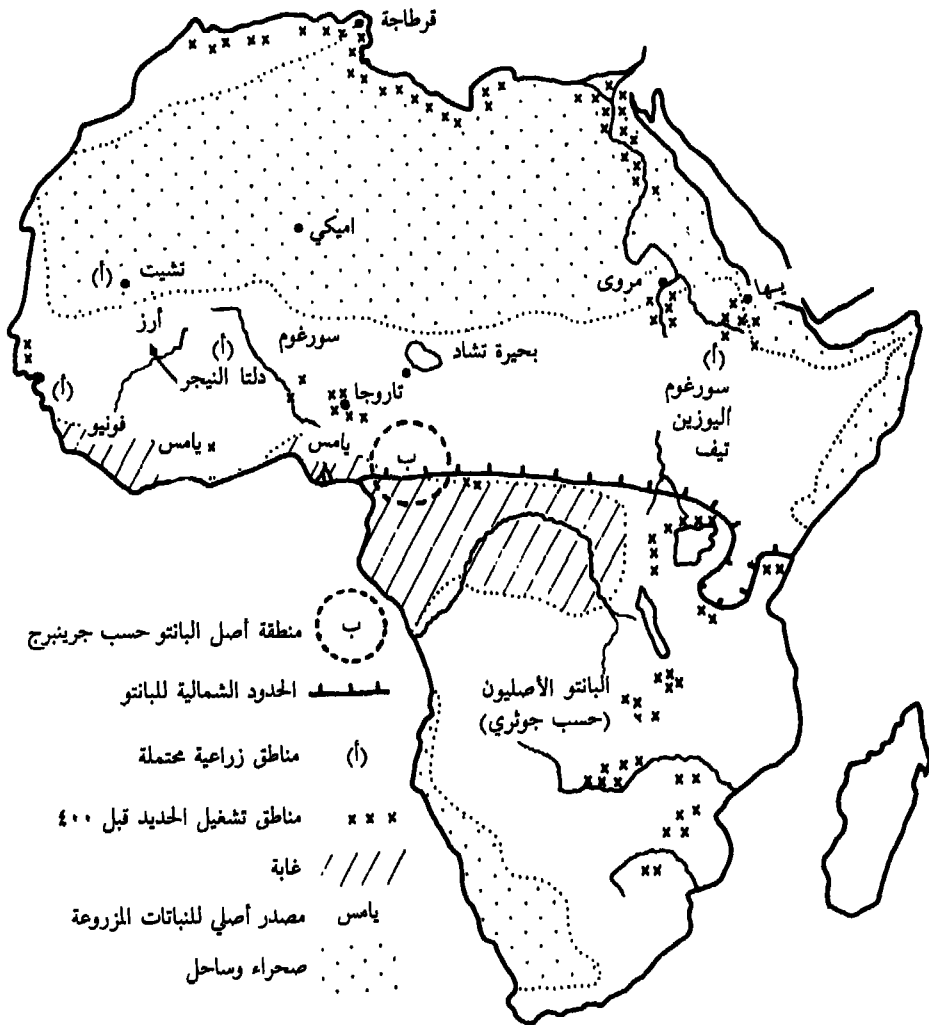 قرطاجة
اميكي
تشيت
(أ)
مروى
يها
أرز
سورغوم
بحيرة تشاد
(أ)
دلتا النيجر
(أ)
تاروجا
(أ)
سورغوم
اليوزين
تيف
فونيو
يامس
يامس
ب
ب
منطقة أصل البانتو حسب جرينبرج
الحدود الشمالية للبانتو
البانتو الأصليون
(حسب جوثري)
(أ) مناطق زراعية محتملة
x x x مناطق تشغيل الحديد قبل ٤٠٠
غابة
يامس مصدر أصلي للنباتات المزروعة
صحراء وساحل